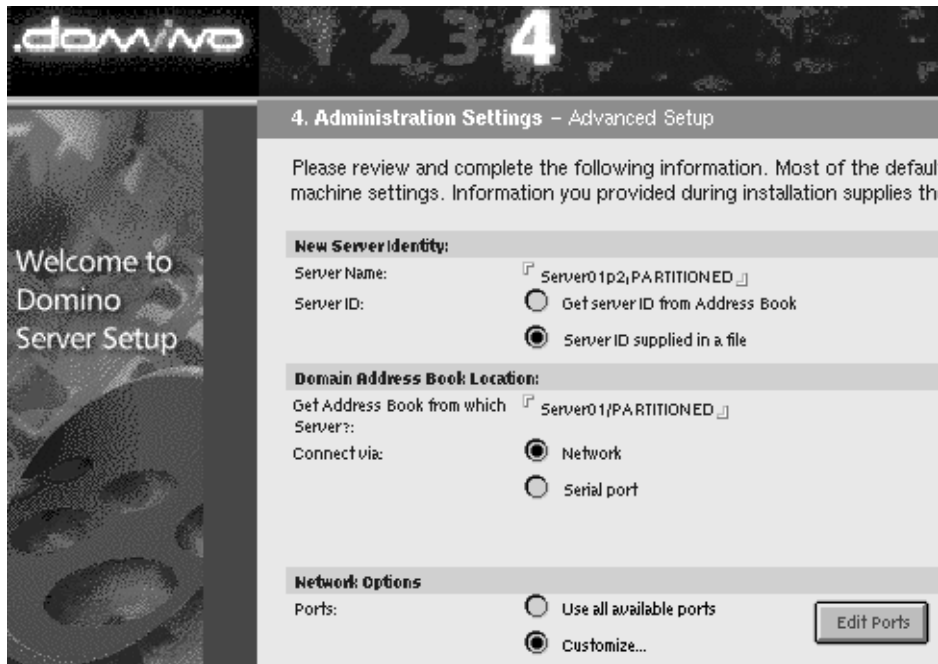 .domino
1 2 3 4
4. Administration Settings – Advanced Setup
Please review and complete the following information. Most of the defaul
machine settings. Information you provided during installation supplies th
Welcome to
Domino
Server Setup
New Server Identity:
Server Name: Server01p2/PARTITIONED
Server ID: Get server ID from Address Book
Server ID supplied in a file
Domain Address Book Location:
Get Address Book from which Server01/PARTITIONED
Server?:
Connect via: Network
Serial port
Network Options
Ports: Use all available ports
Edit Ports
Customize...